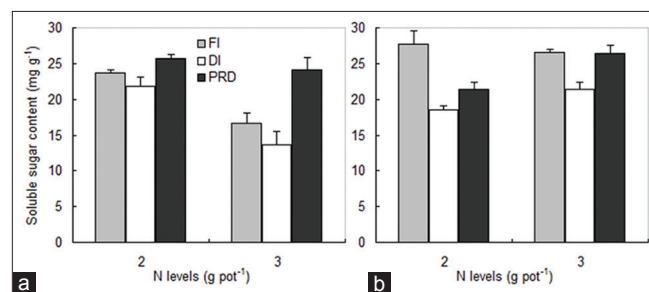 Soluble sugar content (mg g⁻¹)
30
25
20
15
10
5
0
FI
DI
PRD
2
3
N levels (g pot⁻¹)
a
30
25
20
15
10
5
0
2
3
N levels (g pot⁻¹)
b